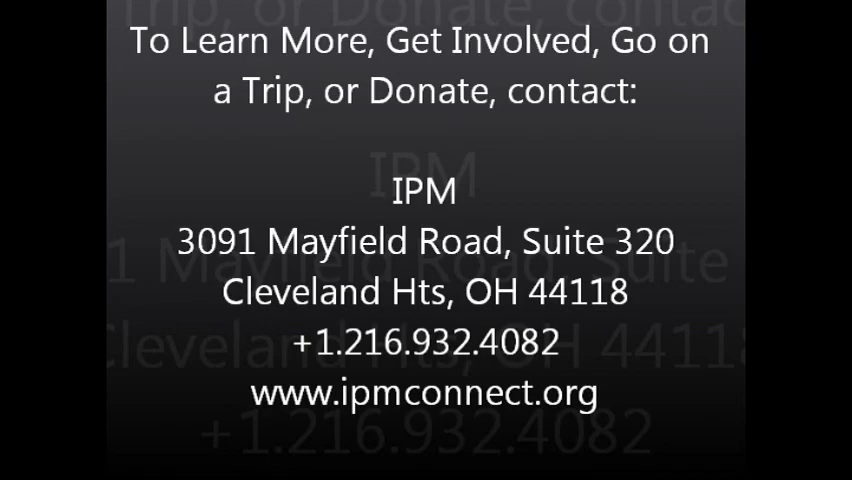 To Learn More, Get Involved, Go on
a Trip, or Donate, contact:
IPM
3091 Mayfield Road, Suite 320
Cleveland Hts, OH 44118
+1.216.932.4082
www.ipmconnect.org